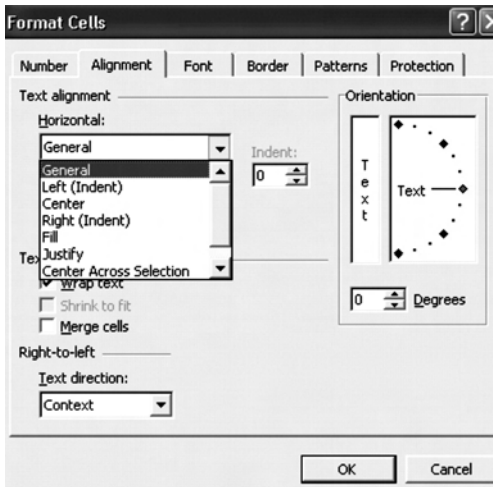 Format Cells
Number Alignment Font Border Patterns Protection
Text alignment
Horizontal:
General
General
Left (Indent)
Center
Right (Indent)
Fill
Justify
Center Across Selection
Indent:
0
Wrap text
Shrink to fit
Merge cells
Right-to-left
Text direction:
Context
Orientation
Text
Text
0 Degrees
OK Cancel